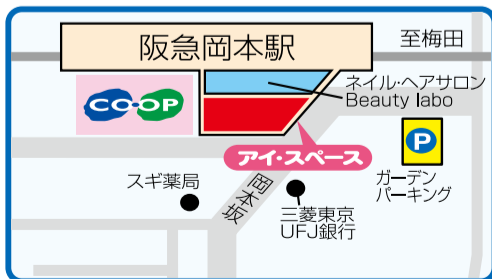 阪急岡本駅
至梅田
ネイル・ヘアサロン
Beauty labo
CO・OP
P
アイ・スペース
ガーデン
パーキング
スギ薬局
岡本坂
三菱東京
UFJ銀行